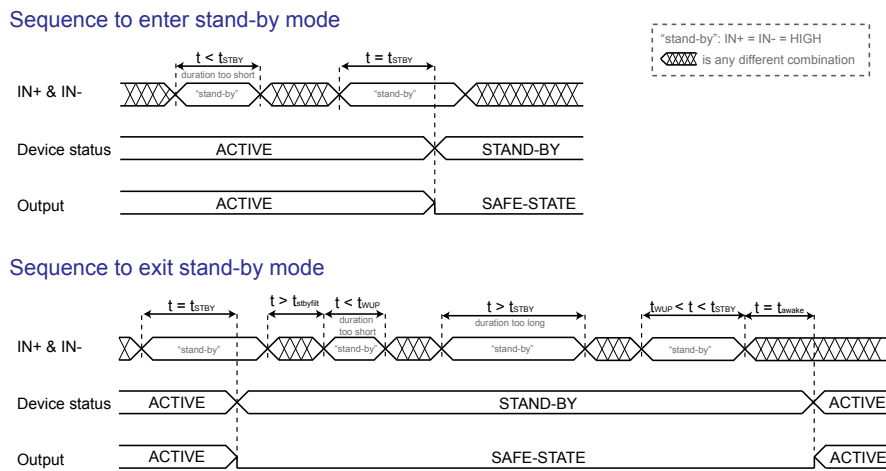 Sequence to enter stand-by mode
"stand-by": IN+ = IN- = HIGH
is any different combination
t < tSTBY
t = tSTBY
duration too short
IN+ & IN-
"stand-by"
"stand-by"
Device status
ACTIVE
STAND-BY
Output
ACTIVE
SAFE-STATE
Sequence to exit stand-by mode
t = tSTBY
t > tstbyfilt
t < tWUP
t > tSTBY
tWUP < t < tSTBY
t = tawake
duration
too short
duration too long
IN+ & IN-
"stand-by"
"stand-by"
"stand-by"
"stand-by"
Device status
ACTIVE
STAND-BY
ACTIVE
Output
ACTIVE
SAFE-STATE
ACTIVE